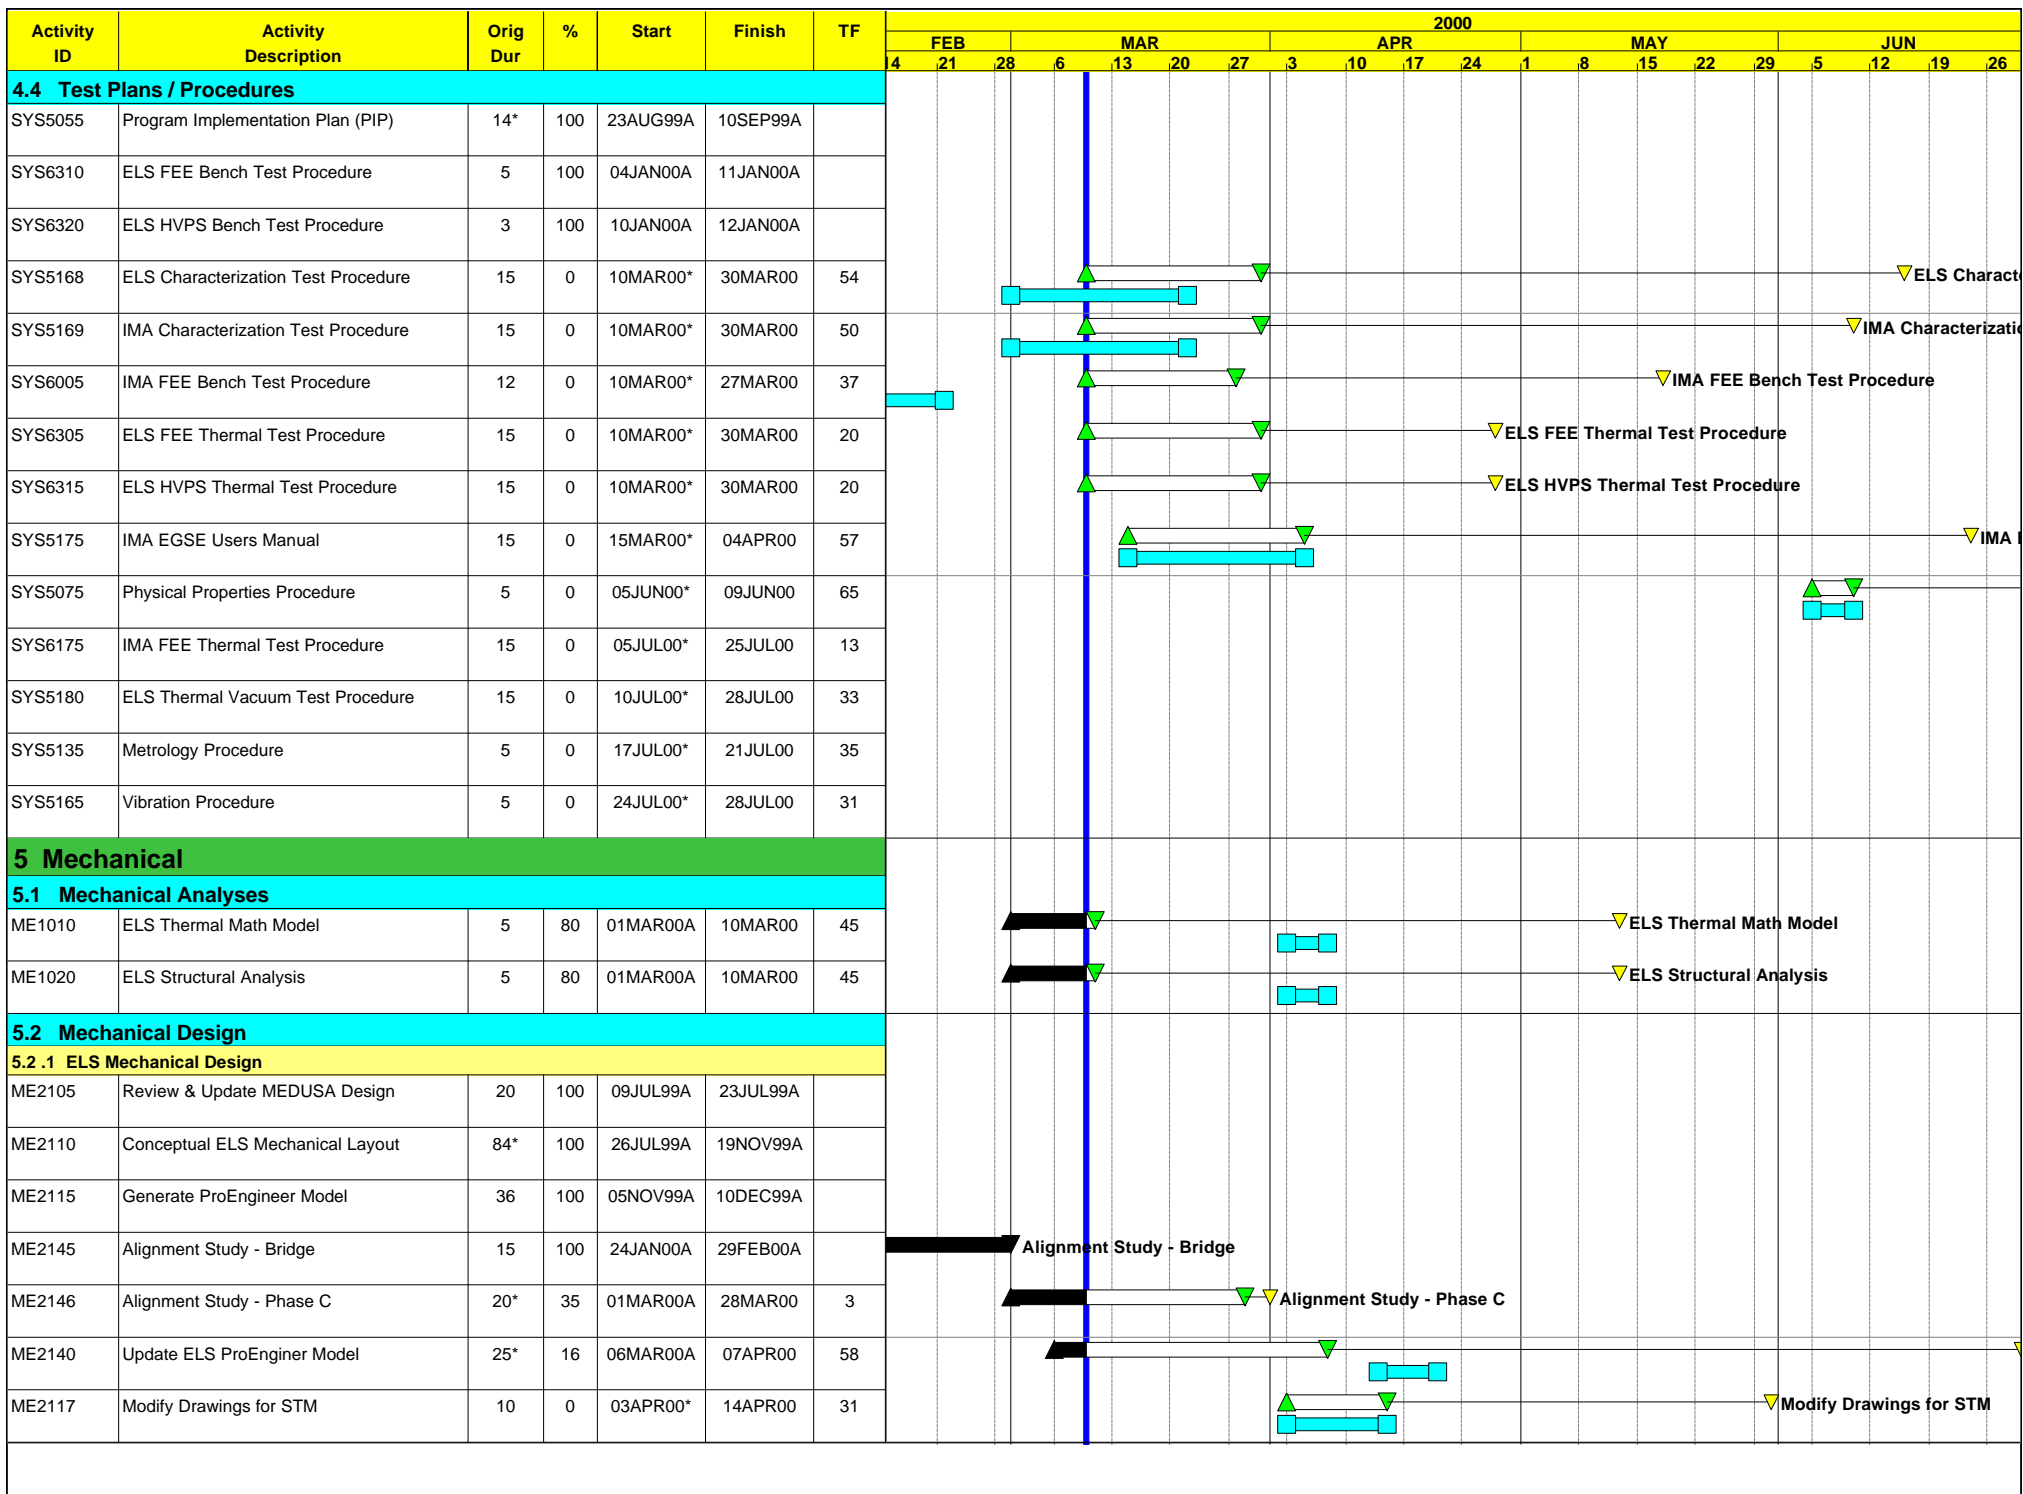 Activity ID Activity Description Orig Dur % Start Finish TF 2000
FEB MAR APR MAY JUN
14 21 28 6 13 20 27 3 10 17 24 1 8 15 22 29 5 12 19 26
4.4 Test Plans / Procedures
SYS5055 Program Implementation Plan (PIP) 14* 100 23AUG99A 10SEP99A
SYS6310 ELS FEE Bench Test Procedure 5 100 04JAN00A 11JAN00A
SYS6320 ELS HVPS Bench Test Procedure 3 100 10JAN00A 12JAN00A
SYS5168 ELS Characterization Test Procedure 15 0 10MAR00* 30MAR00 54 ELS Characte
SYS5169 IMA Characterization Test Procedure 15 0 10MAR00* 30MAR00 50 IMA Characterizatio
SYS6005 IMA FEE Bench Test Procedure 12 0 10MAR00* 27MAR00 37 IMA FEE Bench Test Procedure
SYS6305 ELS FEE Thermal Test Procedure 15 0 10MAR00* 30MAR00 20 ELS FEE Thermal Test Procedure
SYS6315 ELS HVPS Thermal Test Procedure 15 0 10MAR00* 30MAR00 20 ELS HVPS Thermal Test Procedure
SYS5175 IMA EGSE Users Manual 15 0 15MAR00* 04APR00 57 IMA
SYS5075 Physical Properties Procedure 5 0 05JUN00* 09JUN00 65
SYS6175 IMA FEE Thermal Test Procedure 15 0 05JUL00* 25JUL00 13
SYS5180 ELS Thermal Vacuum Test Procedure 15 0 10JUL00* 28JUL00 33
SYS5135 Metrology Procedure 5 0 17JUL00* 21JUL00 35
SYS5165 Vibration Procedure 5 0 24JUL00* 28JUL00 31
5 Mechanical
5.1 Mechanical Analyses
ME1010 ELS Thermal Math Model 5 80 01MAR00A 10MAR00 45 ELS Thermal Math Model
ME1020 ELS Structural Analysis 5 80 01MAR00A 10MAR00 45 ELS Structural Analysis
5.2 Mechanical Design
5.2 .1 ELS Mechanical Design
ME2105 Review & Update MEDUSA Design 20 100 09JUL99A 23JUL99A
ME2110 Conceptual ELS Mechanical Layout 84* 100 26JUL99A 19NOV99A
ME2115 Generate ProEngineer Model 36 100 05NOV99A 10DEC99A
ME2145 Alignment Study - Bridge 15 100 24JAN00A 29FEB00A Alignment Study - Bridge
ME2146 Alignment Study - Phase C 20* 35 01MAR00A 28MAR00 3 Alignment Study - Phase C
ME2140 Update ELS ProEnginer Model 25* 16 06MAR00A 07APR00 58
ME2117 Modify Drawings for STM 10 0 03APR00* 14APR00 31 Modify Drawings for STM